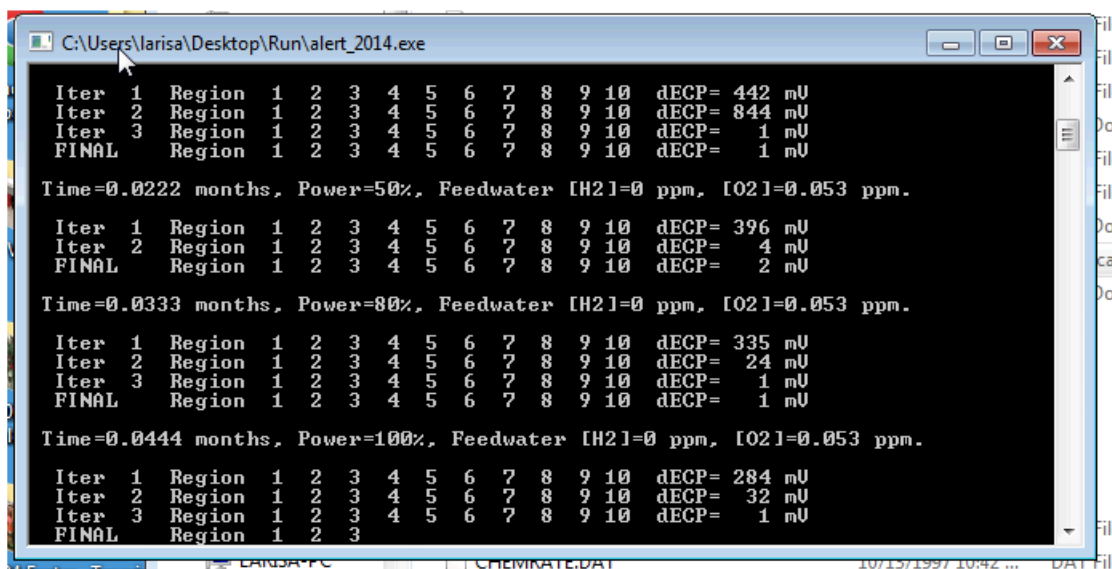 C:\Users\larisa\Desktop\Run\alert_2014.exe
Iter 1 Region 1 2 3 4 5 6 7 8 9 10 dECP= 442 mV
Iter 2 Region 1 2 3 4 5 6 7 8 9 10 dECP= 844 mV
Iter 3 Region 1 2 3 4 5 6 7 8 9 10 dECP= 1 mV
FINAL Region 1 2 3 4 5 6 7 8 9 10 dECP= 1 mV
Time=0.0222 months, Power=50%, Feedwater [H2]=0 ppm, [O2]=0.053 ppm.
Iter 1 Region 1 2 3 4 5 6 7 8 9 10 dECP= 396 mV
Iter 2 Region 1 2 3 4 5 6 7 8 9 10 dECP= 4 mV
FINAL Region 1 2 3 4 5 6 7 8 9 10 dECP= 2 mV
Time=0.0333 months, Power=80%, Feedwater [H2]=0 ppm, [O2]=0.053 ppm.
Iter 1 Region 1 2 3 4 5 6 7 8 9 10 dECP= 335 mV
Iter 2 Region 1 2 3 4 5 6 7 8 9 10 dECP= 24 mV
Iter 3 Region 1 2 3 4 5 6 7 8 9 10 dECP= 1 mV
FINAL Region 1 2 3 4 5 6 7 8 9 10 dECP= 1 mV
Time=0.0444 months, Power=100%, Feedwater [H2]=0 ppm, [O2]=0.053 ppm.
Iter 1 Region 1 2 3 4 5 6 7 8 9 10 dECP= 284 mV
Iter 2 Region 1 2 3 4 5 6 7 8 9 10 dECP= 32 mV
Iter 3 Region 1 2 3 4 5 6 7 8 9 10 dECP= 1 mV
FINAL Region 1 2 3
LARISA-PC CHEMRATE.DAT 10/13/1997 10:42 ... DAT Fil